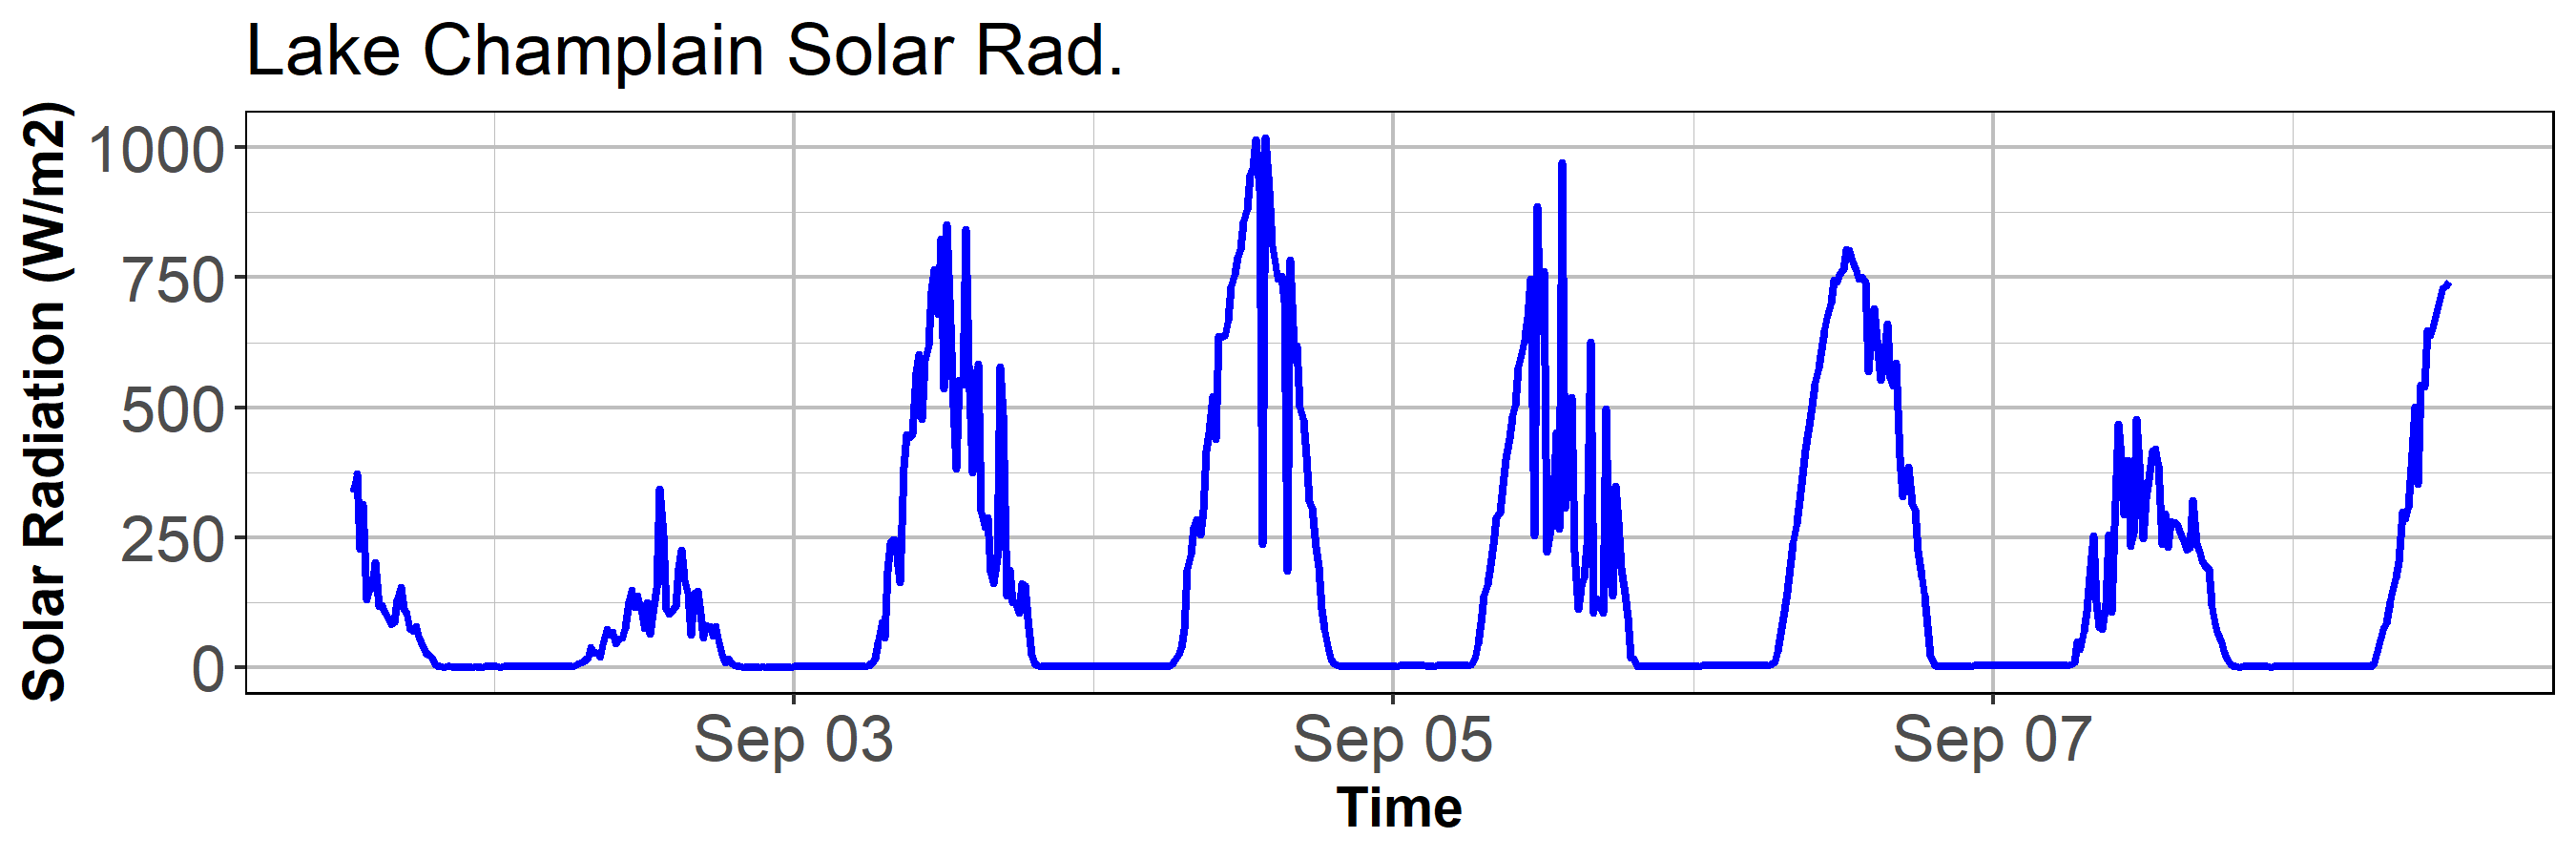 Lake Champlain Solar Rad.
Solar Radiation (W/m2)
1000
750
500
250
0
Sep 03 Sep 05 Sep 07
Time